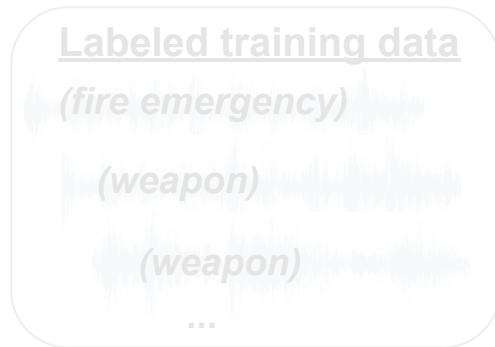 Labeled training data
(fire emergency)
(weapon)
(weapon)
...